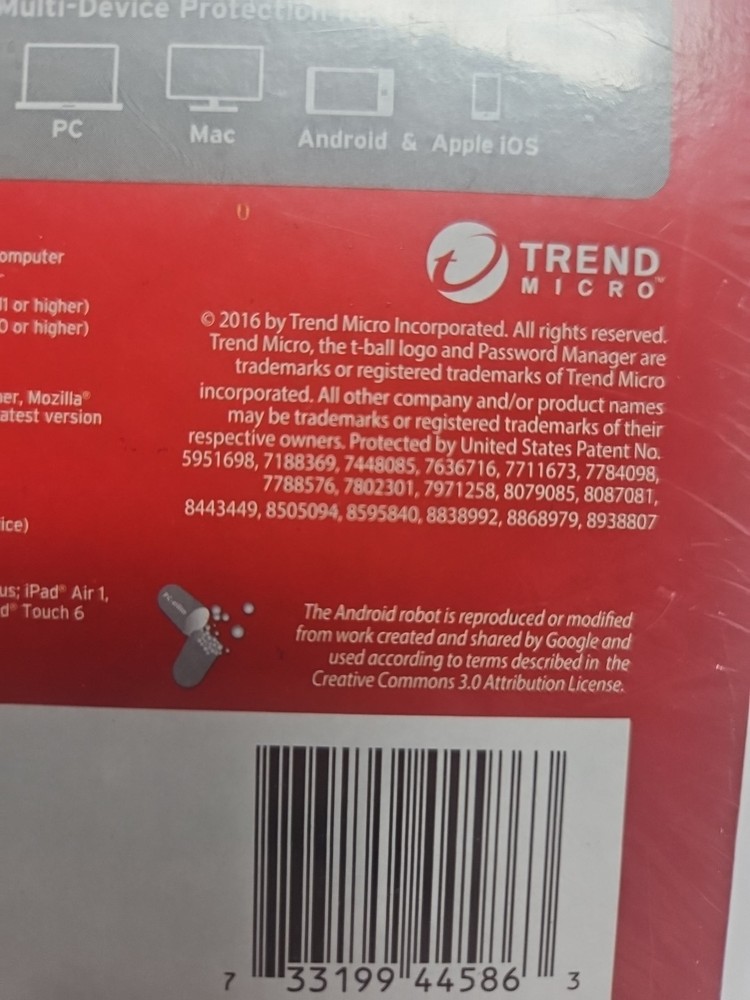 Multi-Device Protection
PC
Mac
Android & Apple iOS
omputer
11 or higher)
0 or higher)
er, Mozilla®
atest version
ice)
us; iPad® Air 1,
d® Touch 6
TREND
MICRO™
© 2016 by Trend Micro Incorporated. All rights reserved.
Trend Micro, the t-ball logo and Password Manager are
trademarks or registered trademarks of Trend Micro
incorporated. All other company and/or product names
may be trademarks or registered trademarks of their
respective owners. Protected by United States Patent No.
5951698, 7188369, 7448085, 7636716, 7711673, 7784098,
7788576, 7802301, 7971258, 8079085, 8087081,
8443449, 8505094, 8595840, 8838992, 8868979, 8938807
The Android robot is reproduced or modified
from work created and shared by Google and
used according to terms described in the
Creative Commons 3.0 Attribution License.
7 33199 44586 3